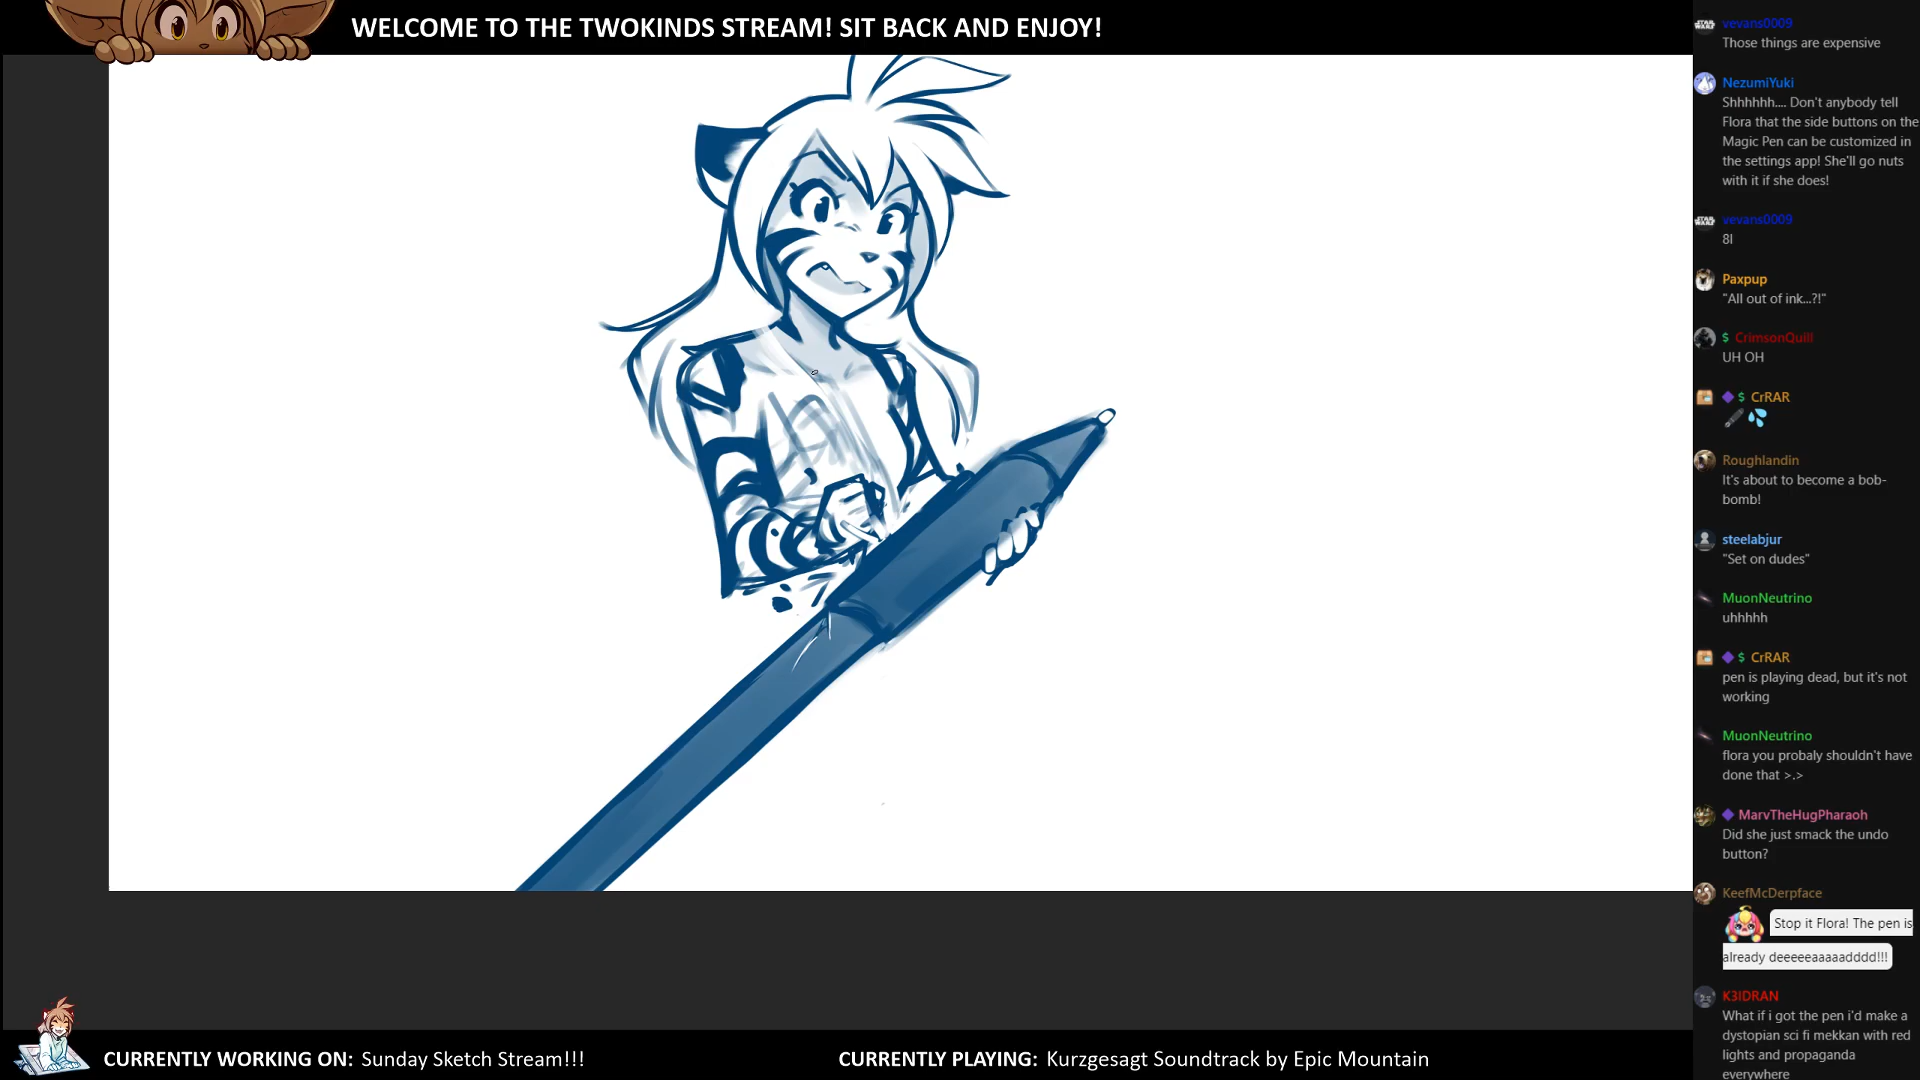 WELCOME TO THE TWOKINDS STREAM! SIT BACK AND ENJOY!
vevans0009
Those things are expensive
NezumiYuki
Shhhhhh.... Don't anybody tell
Flora that the side buttons on the
Magic Pen can be customized in
the settings app! She'll go nuts
with it if she does!
vevans0009
8I
Paxpup
"All out of ink...?!"
$ CrimsonQuill
UH OH
$ CrRAR
Roughlandin
It's about to become a bob-
bomb!
steelabjur
"Set on dudes"
MuonNeutrino
uhhhhh
$ CrRAR
pen is playing dead, but it's not
working
MuonNeutrino
flora you probaly shouldn't have
done that >.>
MarvTheHugPharaoh
Did she just smack the undo
button?
KeefMcDerpface
Stop it Flora! The pen is
already deeeeeaaaaadddd!!!
K3IDRAN
What if i got the pen i'd make a
dystopian sci fi mekkan with red
lights and propaganda
everywhere
CURRENTLY WORKING ON: Sunday Sketch Stream!!!
CURRENTLY PLAYING: Kurzgesagt Soundtrack by Epic Mountain